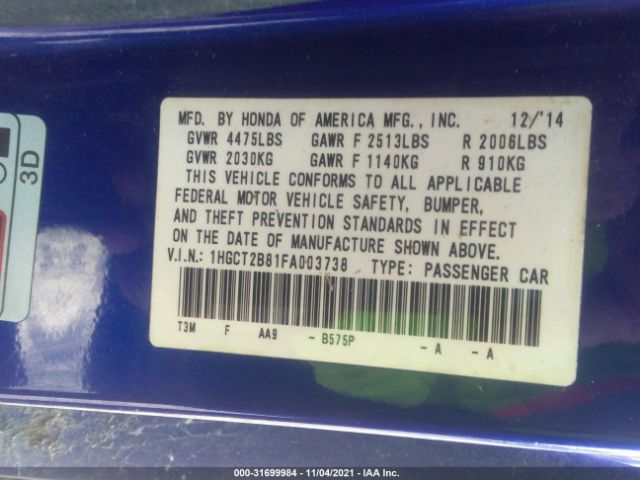 MFD. BY HONDA OF AMERICA MFG., INC. 12/'14
GVWR 4475LBS GAWR F 2513LBS R 2006LBS
GVWR 2030KG GAWR F 1140KG R 910KG
THIS VEHICLE CONFORMS TO ALL APPLICABLE
FEDERAL MOTOR VEHICLE SAFETY, BUMPER,
AND THEFT PREVENTION STANDARDS IN EFFECT
ON THE DATE OF MANUFACTURE SHOWN ABOVE.
V.I.N.: 1HGCT2B81FA003738 TYPE: PASSENGER CAR
T3M F AA9 - B575P - A - A
3D
000-31699984 - 11/04/2021 - IAA Inc.